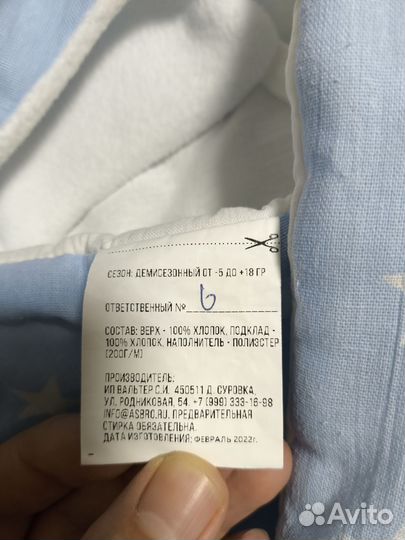 СЕЗОН: ДЕМИСЕЗОННЫЙ ОТ -5 ДО +18 ГР
ОТВЕТСТВЕННЫЙ № 6
СОСТАВ: ВЕРХ - 100% ХЛОПОК, ПОДКЛАД -
100% ХЛОПОК, НАПОЛНИТЕЛЬ - ПОЛИЭСТЕР
(200Г/М)
ПРОИЗВОДИТЕЛЬ:
ИП ВАЛЬТЕР С.И. 450511 Д. СУРОВКА,
УЛ. РОДНИКОВАЯ, 54. +7 (999) 333-16-98
INFO@ASBRO.RU. ПРЕДВАРИТЕЛЬНАЯ
СТИРКА ОБЯЗАТЕЛЬНА.
ДАТА ИЗГОТОВЛЕНИЯ: ФЕВРАЛЬ 2022Г.
Avito